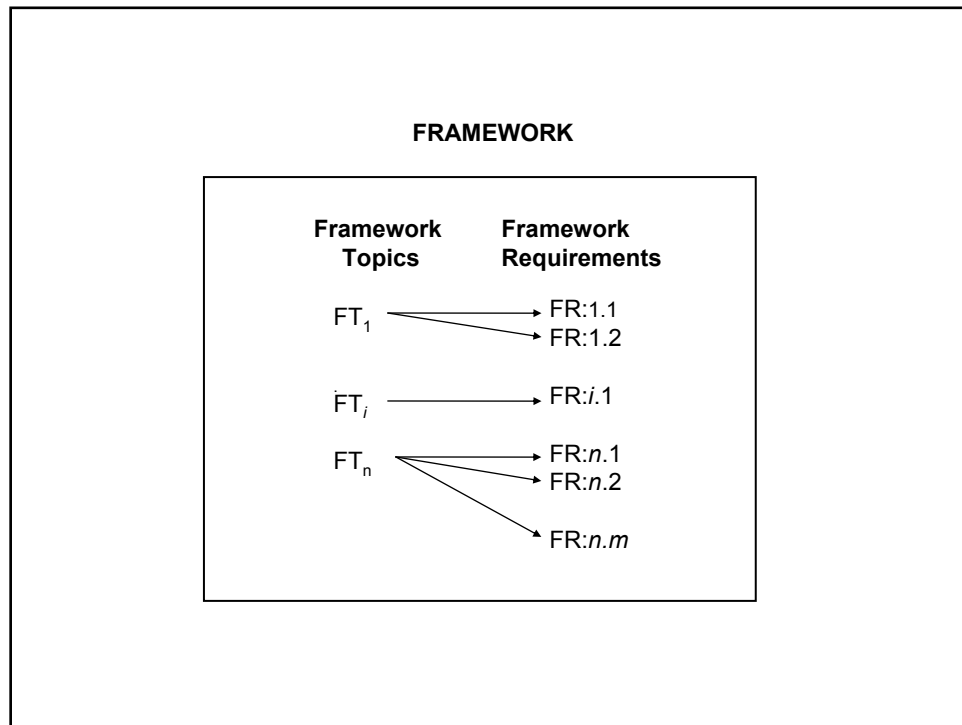 FRAMEWORK
Framework Topics
Framework Requirements
FT1
FR:1.1
FR:1.2
FTi
FR:i.1
FTn
FR:n.1
FR:n.2
FR:n.m